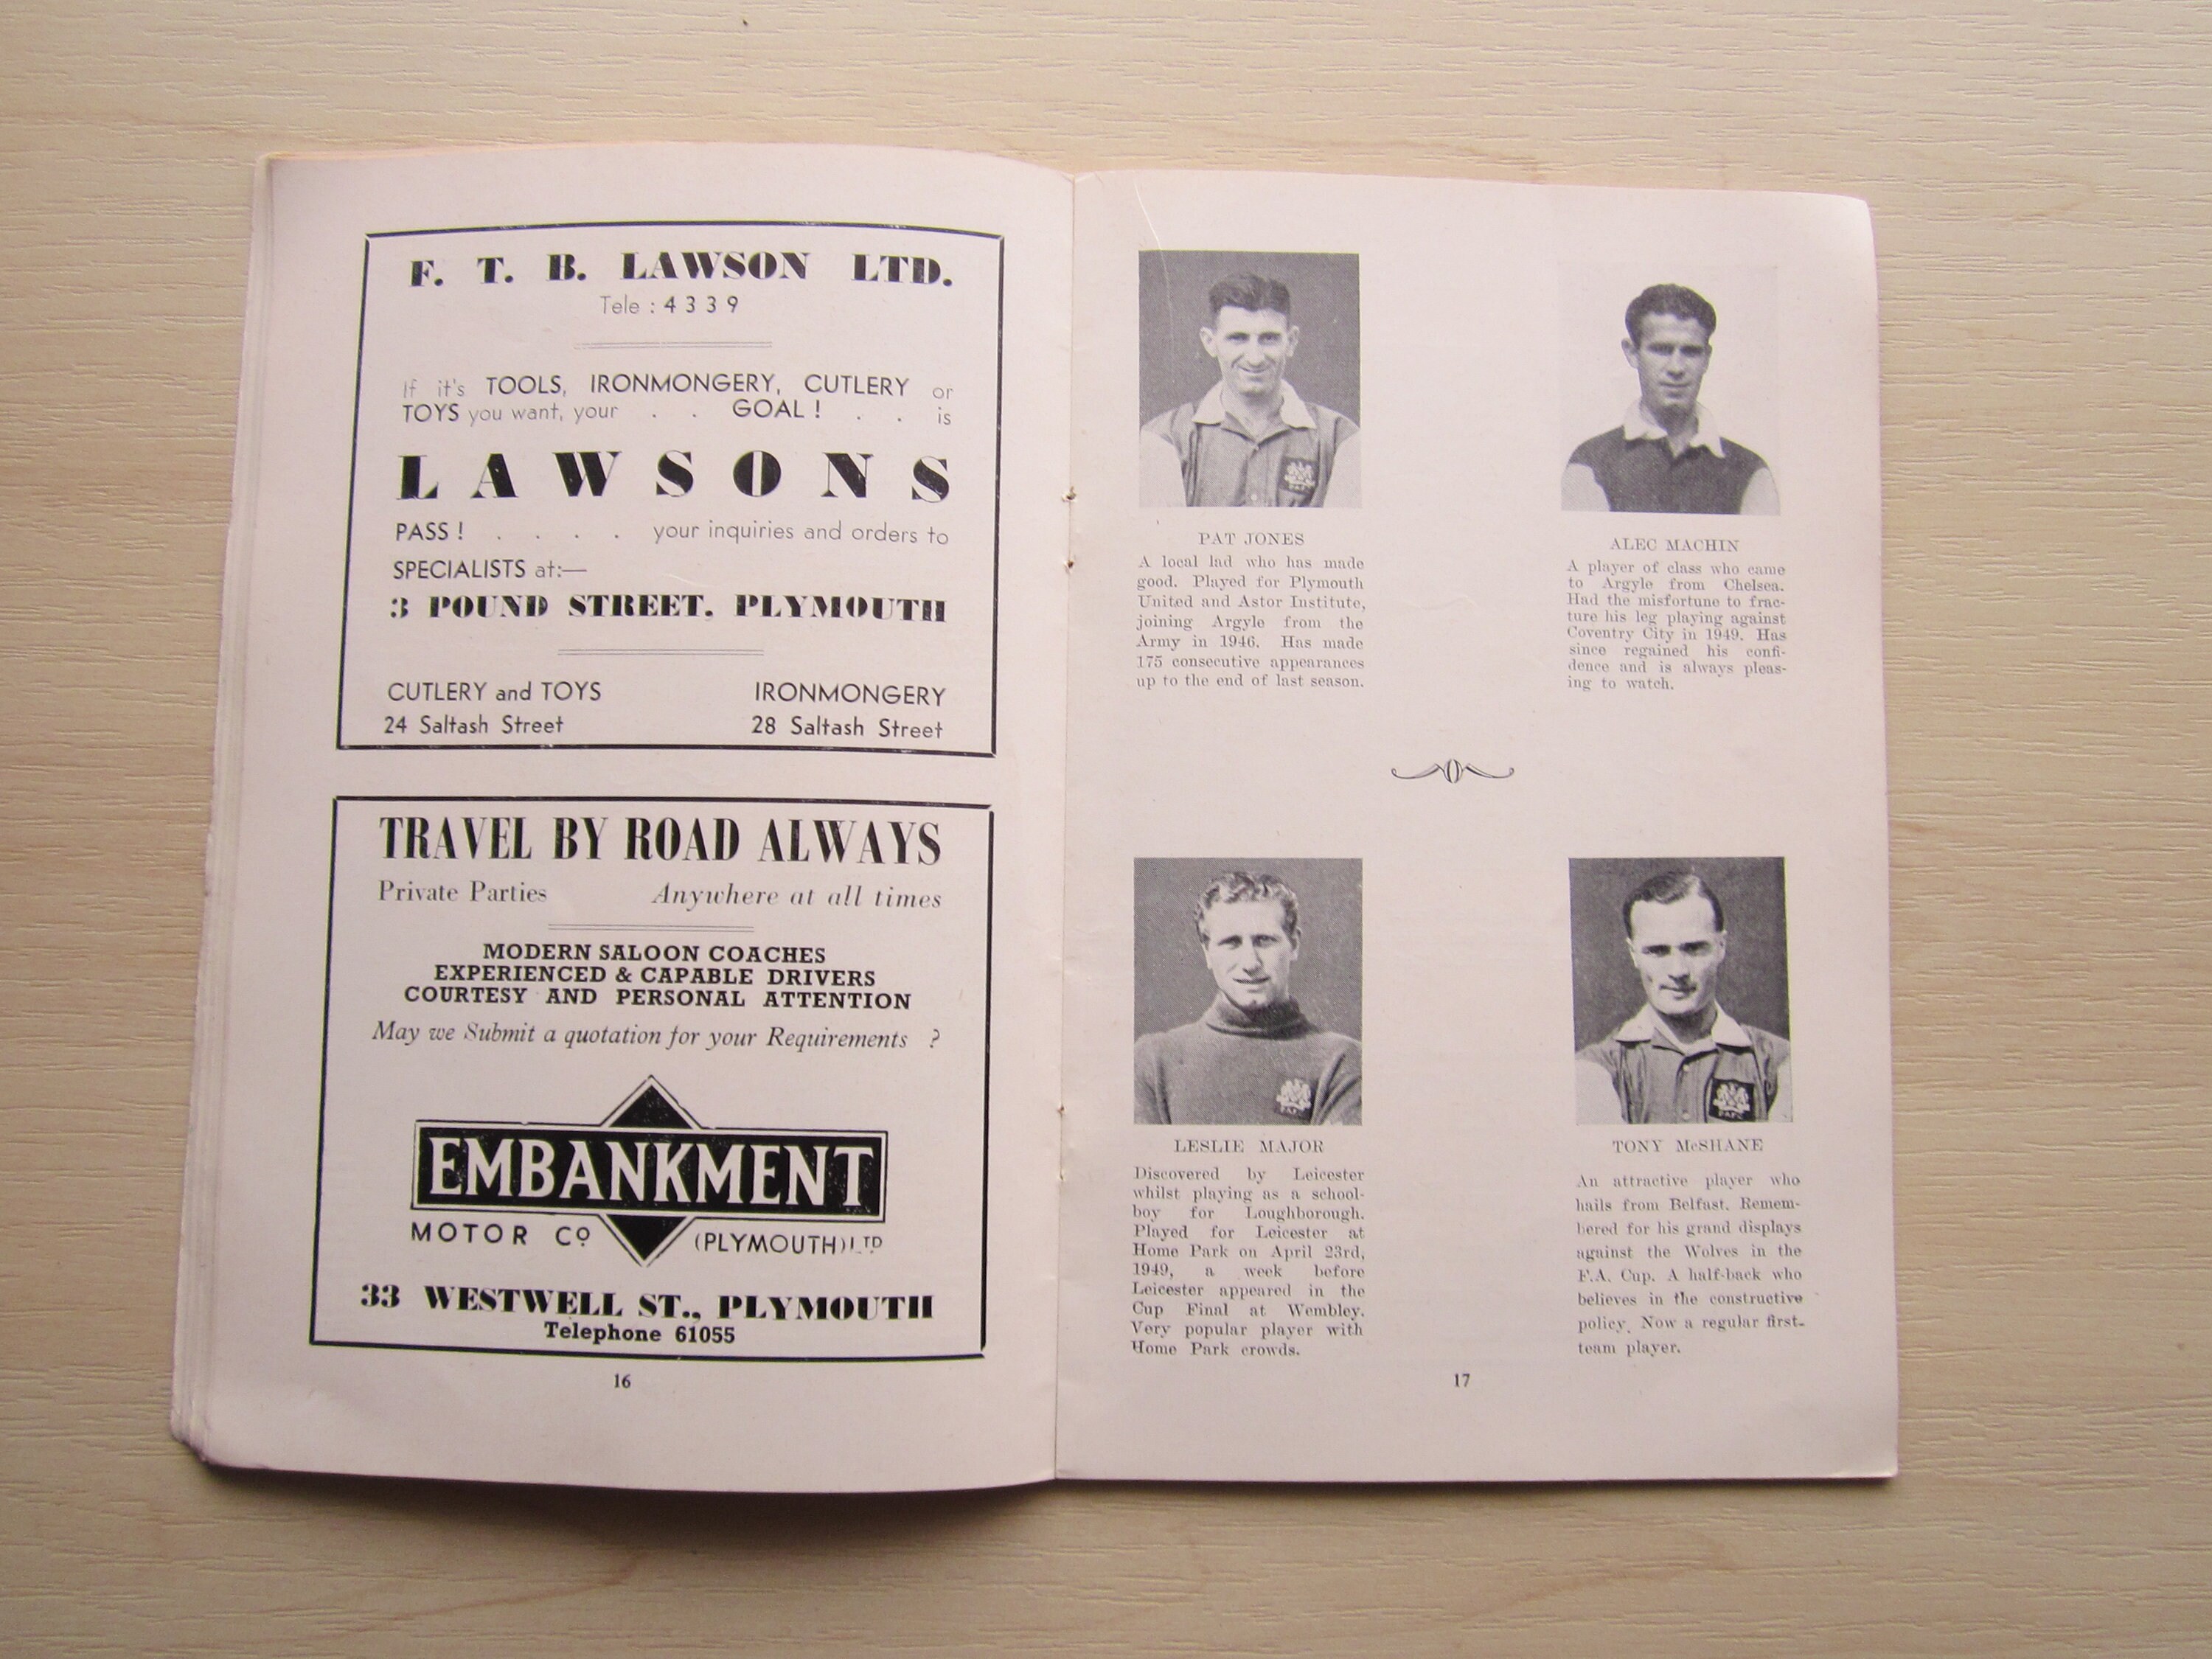 F. T. B. LAWSON LTD.
Tele : 4 3 3 9
If it's TOOLS, IRONMONGERY, CUTLERY or
TOYS you want, your . . GOAL ! . . is
LAWSONS
PASS ! . . . . your inquiries and orders to
SPECIALISTS at:—
3 POUND STREET, PLYMOUTH
CUTLERY and TOYS IRONMONGERY
24 Saltash Street 28 Saltash Street
TRAVEL BY ROAD ALWAYS
Private Parties Anywhere at all times
MODERN SALOON COACHES
EXPERIENCED & CAPABLE DRIVERS
COURTESY AND PERSONAL ATTENTION
May we Submit a quotation for your Requirements ?
EMBANKMENT
MOTOR CO (PLYMOUTH) LTD
33 WESTWELL ST., PLYMOUTH
Telephone 61055
16
PAT JONES
A local lad who has made
good. Played for Plymouth
United and Astor Institute,
joining Argyle from the
Army in 1946. Has made
175 consecutive appearances
up to the end of last season.
ALEC MACHIN
A player of class who came
to Argyle from Chelsea.
Had the misfortune to frac-
ture his leg playing against
Coventry City in 1949. Has
since regained his confi-
dence and is always pleas-
ing to watch.
LESLIE MAJOR
Discovered by Leicester
whilst playing as a school-
boy for Loughborough.
Played for Leicester at
Home Park on April 23rd,
1949, a week before
Leicester appeared in the
Cup Final at Wembley.
Very popular player with
Home Park crowds.
TONY McSHANE
An attractive player who
hails from Belfast. Remem-
bered for his grand displays
against the Wolves in the
F.A. Cup. A half-back who
believes in the constructive
policy. Now a regular first-
team player.
17